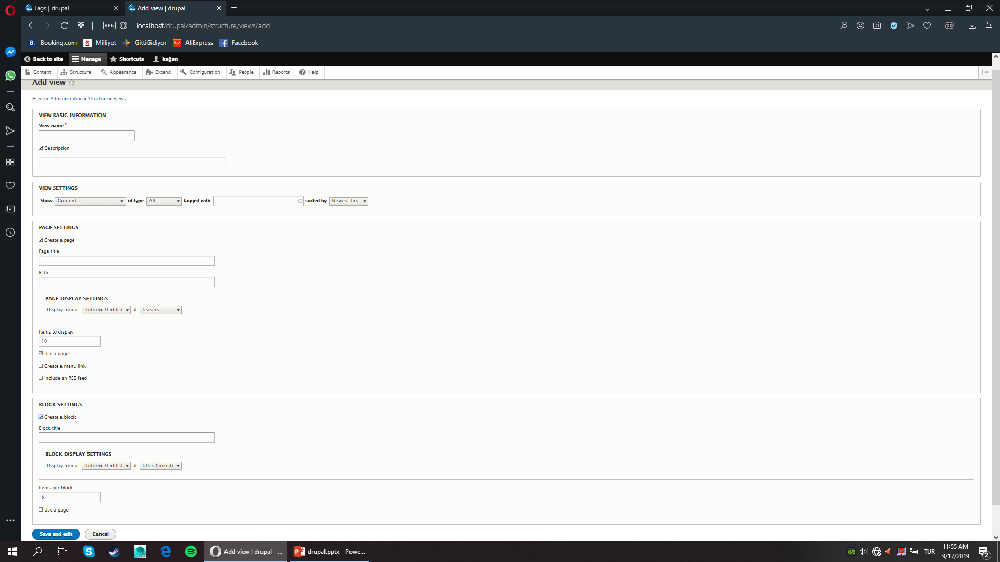 Tags | drupal
Add view | drupal
VPN
localhost/drupal/admin/structure/views/add
B. Booking.com
Milliyet
GittiGidiyor
AliExpress
Facebook
Back to site
Manage
Shortcuts
kağan
Content
Structure
Appearance
Extend
Configuration
People
Reports
Help
Add view
Home » Administration » Structure » Views
VIEW BASIC INFORMATION
View name *
Description
VIEW SETTINGS
Show: Content of type: All tagged with: sorted by: Newest first
PAGE SETTINGS
Create a page
Page title
Path
PAGE DISPLAY SETTINGS
Display format: Unformatted list of: teasers
Items to display
10
Use a pager
Create a menu link
Include an RSS feed
BLOCK SETTINGS
Create a block
Block title
BLOCK DISPLAY SETTINGS
Display format: Unformatted list of: titles (linked)
Items per block
5
Use a pager
Save and edit
Cancel
Add view | drupal - ...
drupal.pptx - Powe...
TUR
11:55 AM
9/17/2019
2